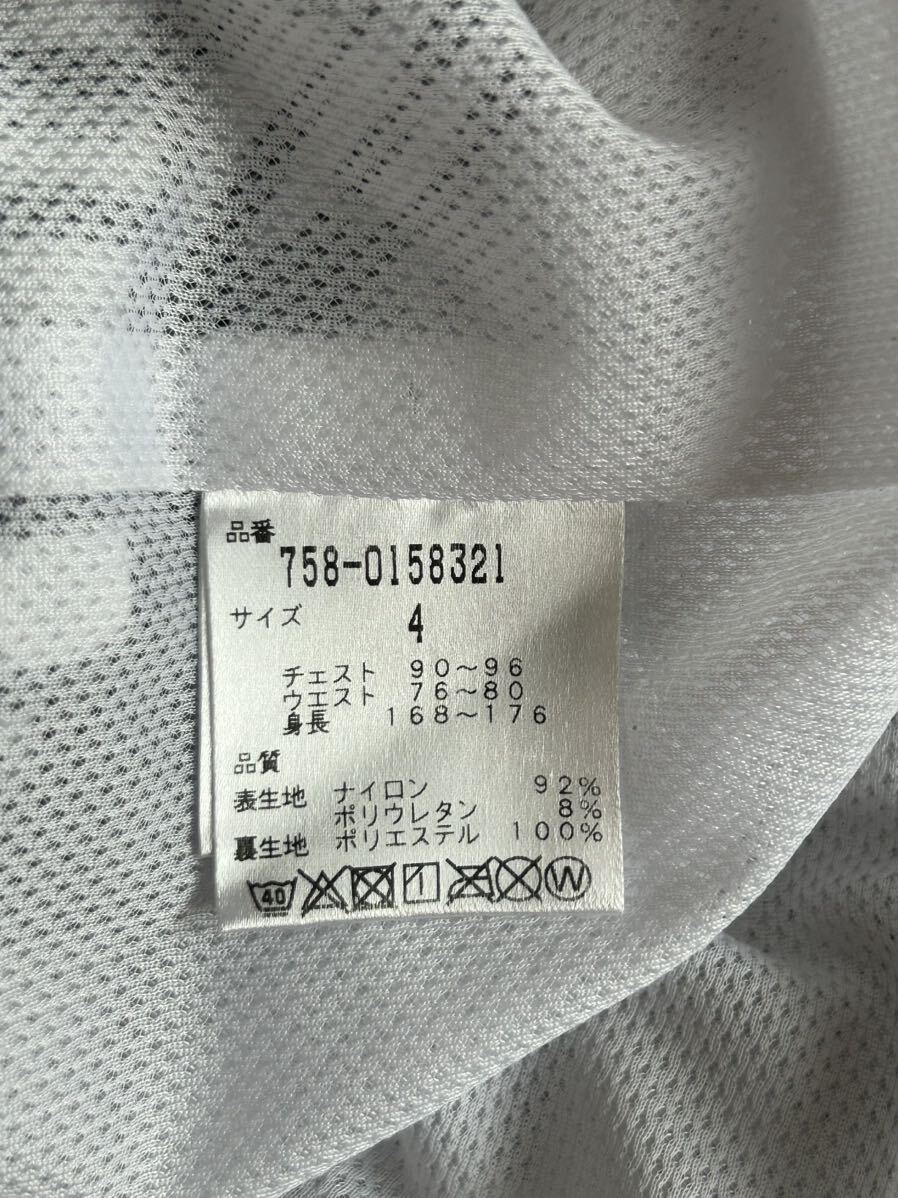 品番
758-0158321
サイズ 4
チェスト 90～96
ウエスト 76～80
身長 168～176
品質
表生地 ナイロン 92%
ポリウレタン 8%
裏生地 ポリエステル 100%
40 1 W